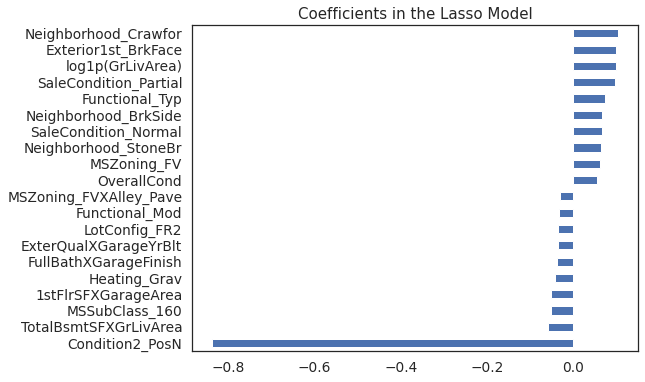 Coefficients in the Lasso Model
Neighborhood_Crawfor
Exterior1st_BrkFace
log1p(GrLivArea)
SaleCondition_Partial
Functional_Typ
Neighborhood_BrkSide
SaleCondition_Normal
Neighborhood_StoneBr
MSZoning_FV
OverallCond
MSZoning_FVXAlley_Pave
Functional_Mod
LotConfig_FR2
ExterQualXGarageYrBlt
FullBathXGarageFinish
Heating_Grav
1stFlrSFXGarageArea
MSSubClass_160
TotalBsmtSFXGrLivArea
Condition2_PosN
−0.8 −0.6 −0.4 −0.2 0.0